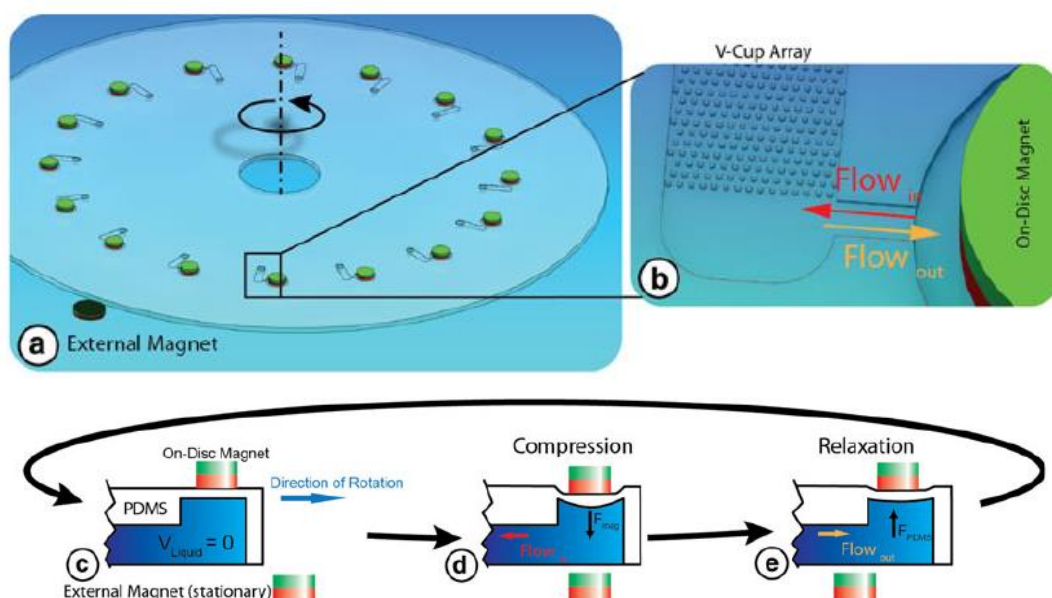 V-Cup Array
Flow in
Flow out
On-Disc Magnet
b
a External Magnet
Compression
Relaxation
On-Disc Magnet
Direction of Rotation
PDMS
V Liquid = 0
F mag
F PDMS
Flow
Flow out
c
d
e
External Magnet (stationary)